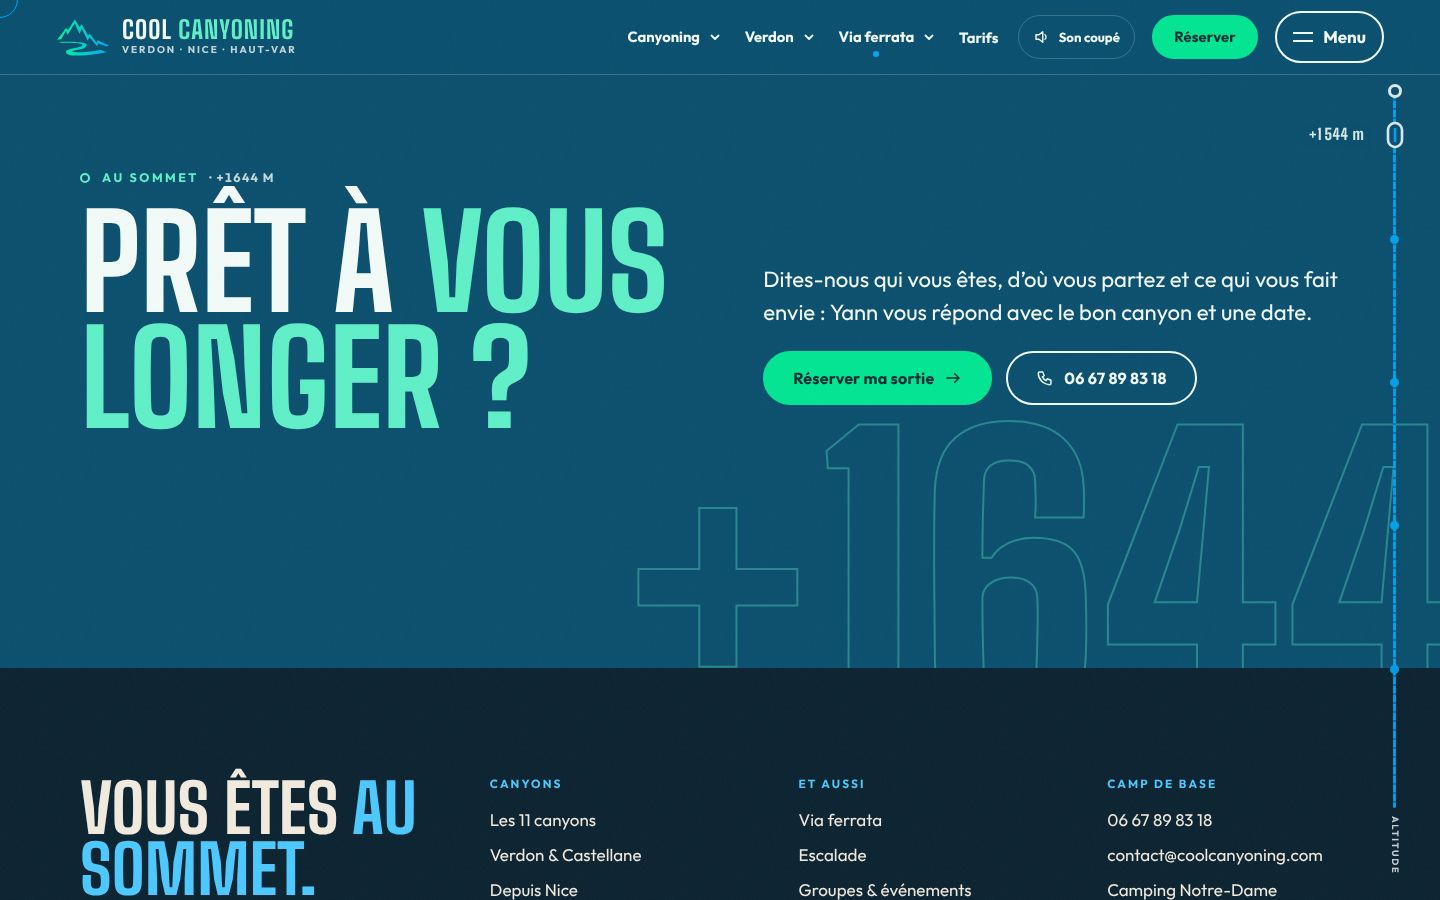 COOL CANYONING
VERDON · NICE · HAUT-VAR
Canyoning
Verdon
Via ferrata
Tarifs
Son coupé
Réserver
Menu
+1544 m
AU SOMMET · +1644 M
PRÊT À VOUS
LONGER ?
Dites-nous qui vous êtes, d’où vous partez et ce qui vous fait
envie : Yann vous répond avec le bon canyon et une date.
Réserver ma sortie →
06 67 89 83 18
+1644
VOUS ÊTES AU
SOMMET.
CANYONS
Les 11 canyons
Verdon & Castellane
Depuis Nice
ET AUSSI
Via ferrata
Escalade
Groupes & événements
CAMP DE BASE
06 67 89 83 18
contact@coolcanyoning.com
Camping Notre-Dame
ALTITUDE